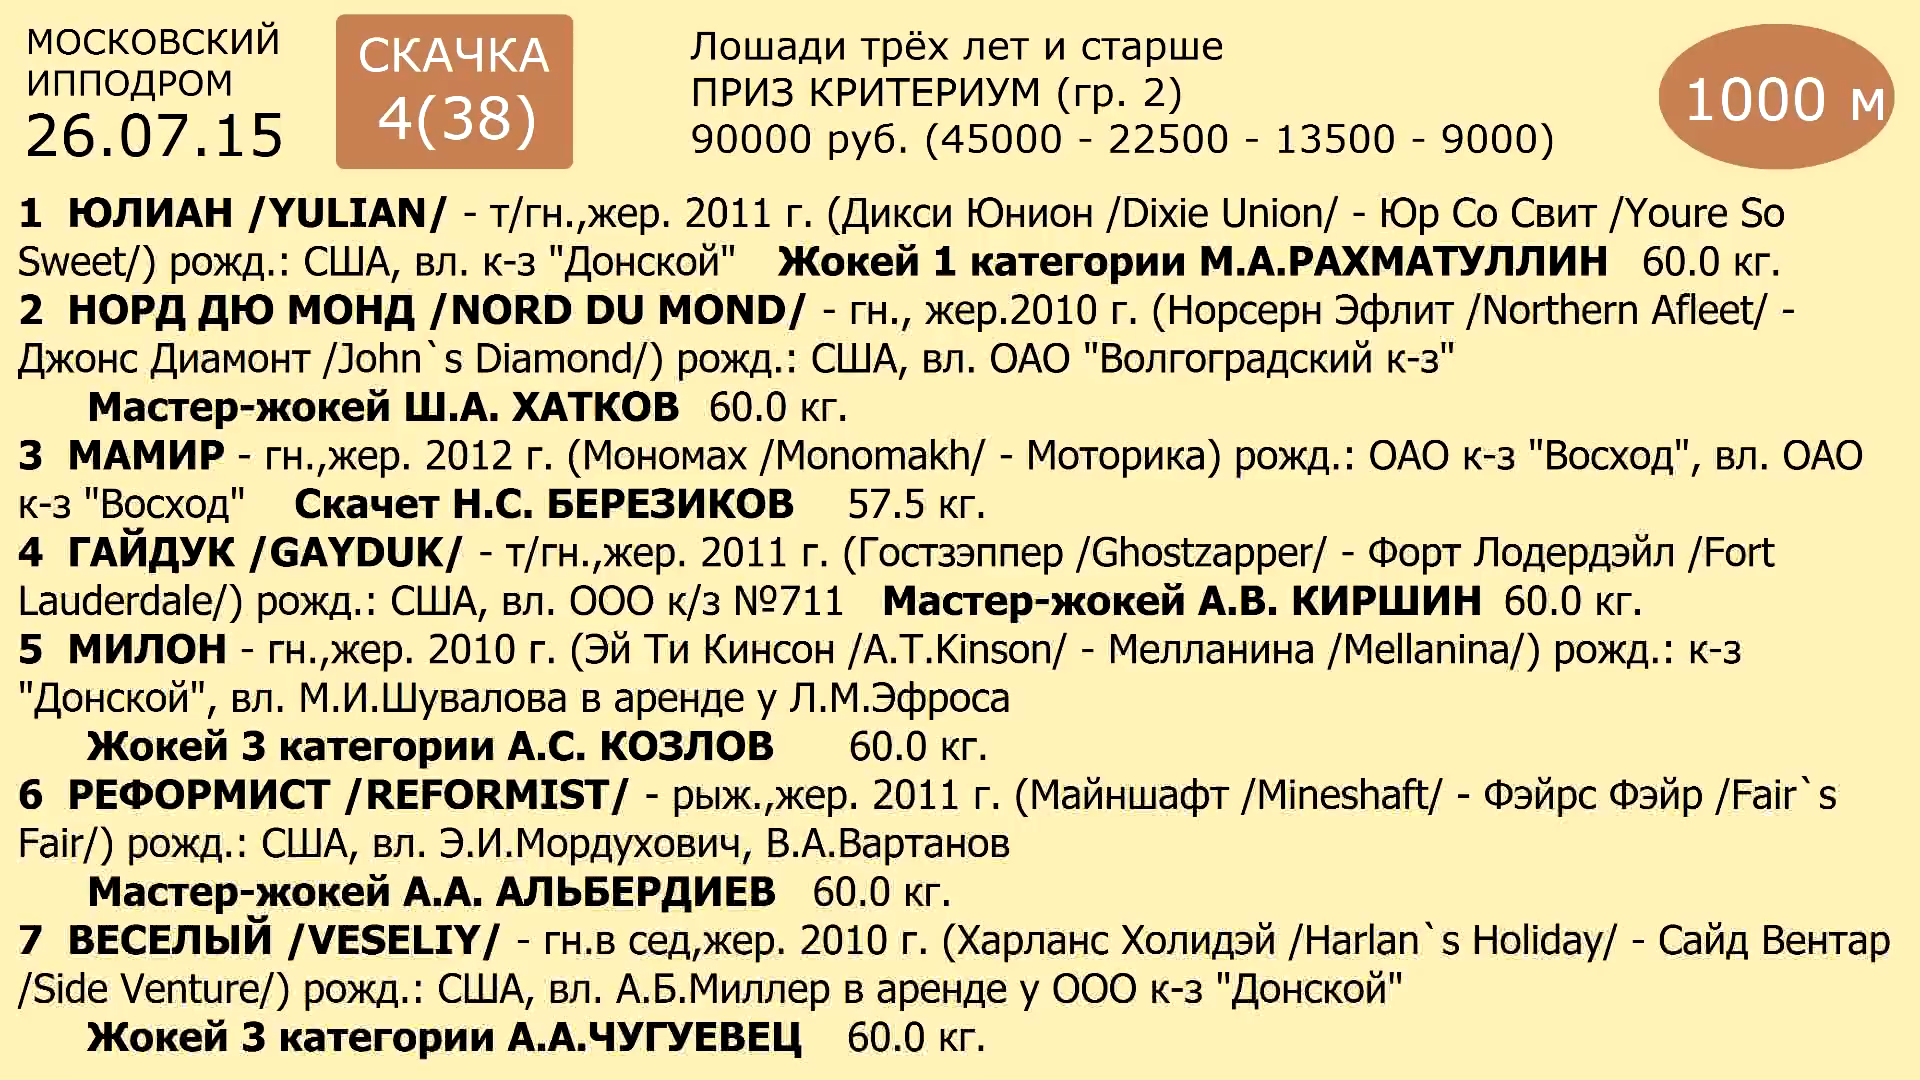 МОСКОВСКИЙ
ИППОДРОМ
26.07.15
СКАЧКА
4(38)
Лошади трёх лет и старше
ПРИЗ КРИТЕРИУМ (гр. 2)
90000 руб. (45000 - 22500 - 13500 - 9000)
1000 м
1 ЮЛИАН /YULIAN/ - т/гн.,жер. 2011 г. (Дикси Юнион /Dixie Union/ - Юр Со Свит /Youre So
Sweet/) рожд.: США, вл. к-з "Донской" Жокей 1 категории М.А.РАХМАТУЛЛИН 60.0 кг.
2 НОРД ДЮ МОНД /NORD DU MOND/ - гн., жер.2010 г. (Норсерн Эфлит /Northern Afleet/ -
Джонс Диамонт /John`s Diamond/) рожд.: США, вл. ОАО "Волгоградский к-з"
Мастер-жокей Ш.А. ХАТКОВ 60.0 кг.
3 МАМИР - гн.,жер. 2012 г. (Мономах /Monomakh/ - Моторика) рожд.: ОАО к-з "Восход", вл. ОАО
к-з "Восход" Скачет Н.С. БЕРЕЗИКОВ 57.5 кг.
4 ГАЙДУК /GAYDUK/ - т/гн.,жер. 2011 г. (Гостзэппер /Ghostzapper/ - Форт Лодердэйл /Fort
Lauderdale/) рожд.: США, вл. ООО к/з №711 Мастер-жокей А.В. КИРШИН 60.0 кг.
5 МИЛОН - гн.,жер. 2010 г. (Эй Ти Кинсон /A.T.Kinson/ - Мелланина /Mellanina/) рожд.: к-з
"Донской", вл. М.И.Шувалова в аренде у Л.М.Эфроса
Жокей 3 категории А.С. КОЗЛОВ 60.0 кг.
6 РЕФОРМИСТ /REFORMIST/ - рыж.,жер. 2011 г. (Майншафт /Mineshaft/ - Фэйрс Фэйр /Fair`s
Fair/) рожд.: США, вл. Э.И.Мордухович, В.А.Вартанов
Мастер-жокей А.А. АЛЬБЕРДИЕВ 60.0 кг.
7 ВЕСЕЛЫЙ /VESELIY/ - гн.в сед,жер. 2010 г. (Харланс Холидэй /Harlan`s Holiday/ - Сайд Вентар
/Side Venture/) рожд.: США, вл. А.Б.Миллер в аренде у ООО к-з "Донской"
Жокей 3 категории А.А.ЧУГУЕВЕЦ 60.0 кг.